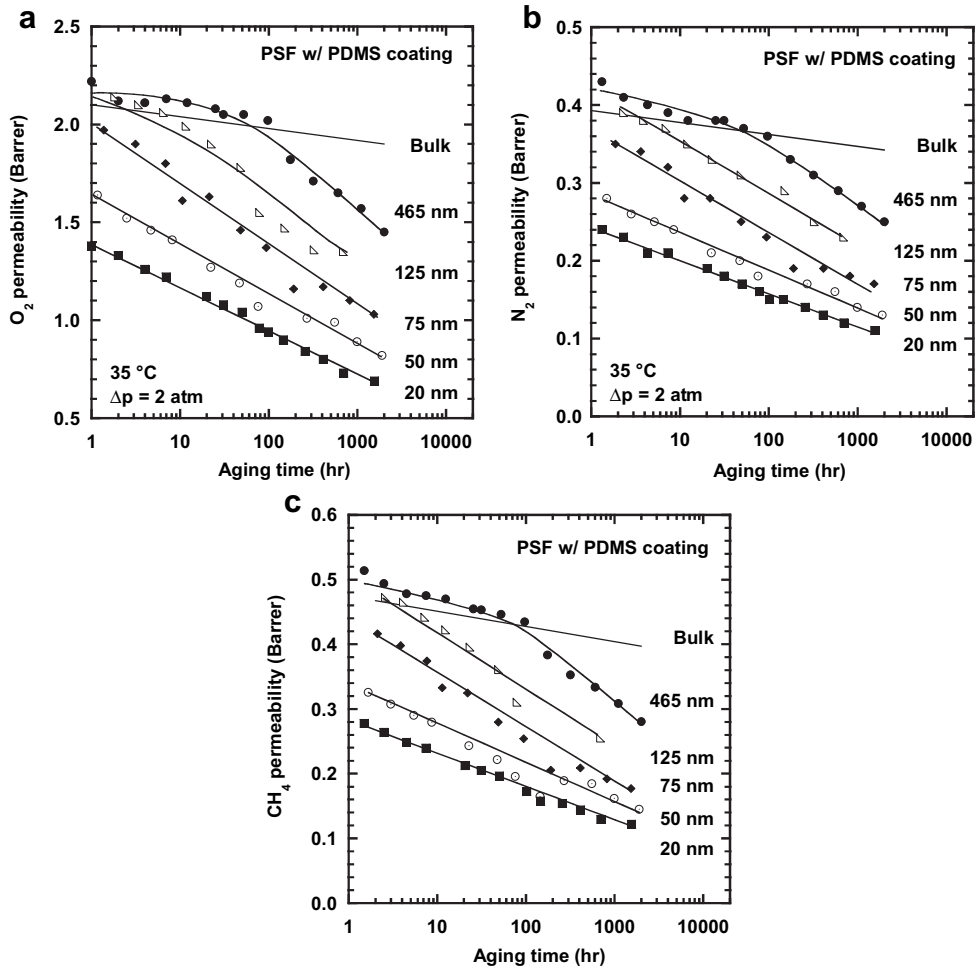 a
PSF w/ PDMS coating
2.5
2.0
1.5
1.0
0.5
O2 permeability (Barrer)
Bulk
465 nm
125 nm
75 nm
50 nm
20 nm
35 °C
Δp = 2 atm
1 10 100 1000 10000
Aging time (hr)
b
PSF w/ PDMS coating
0.5
0.4
0.3
0.2
0.1
0.0
N2 permeability (Barrer)
Bulk
465 nm
125 nm
75 nm
50 nm
20 nm
35 °C
Δp = 2 atm
1 10 100 1000 10000
Aging time (hr)
c
PSF w/ PDMS coating
0.6
0.5
0.4
0.3
0.2
0.1
0.0
CH4 permeability (Barrer)
Bulk
465 nm
125 nm
75 nm
50 nm
20 nm
1 10 100 1000 10000
Aging time (hr)